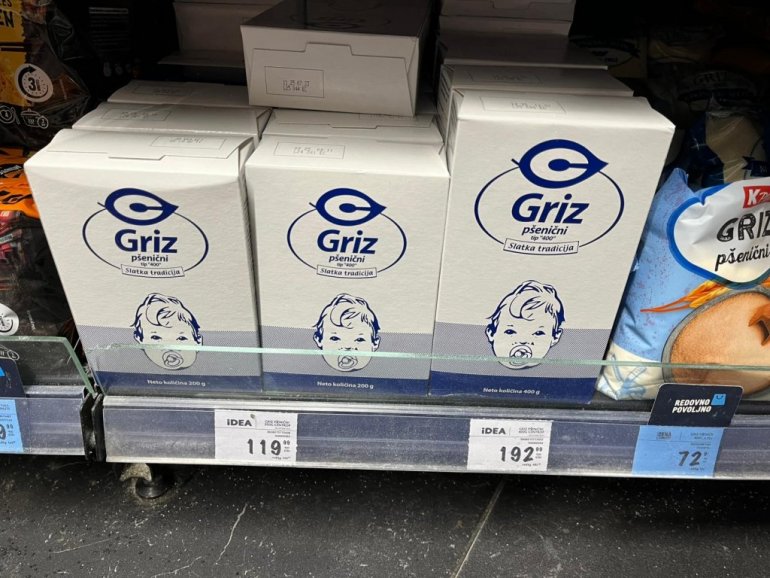 Griz
pšenični
tip "400"
Slatka tradicija
Neto količina 200 g
Griz
pšenični
tip "400"
Slatka tradicija
Neto količina 200 g
Griz
pšenični
tip "400"
Slatka tradicija
Neto količina 400 g
K
GRIZ
pšenični
iDEA
119
iDEA
192
REDOVNO
POVOLJNO
72